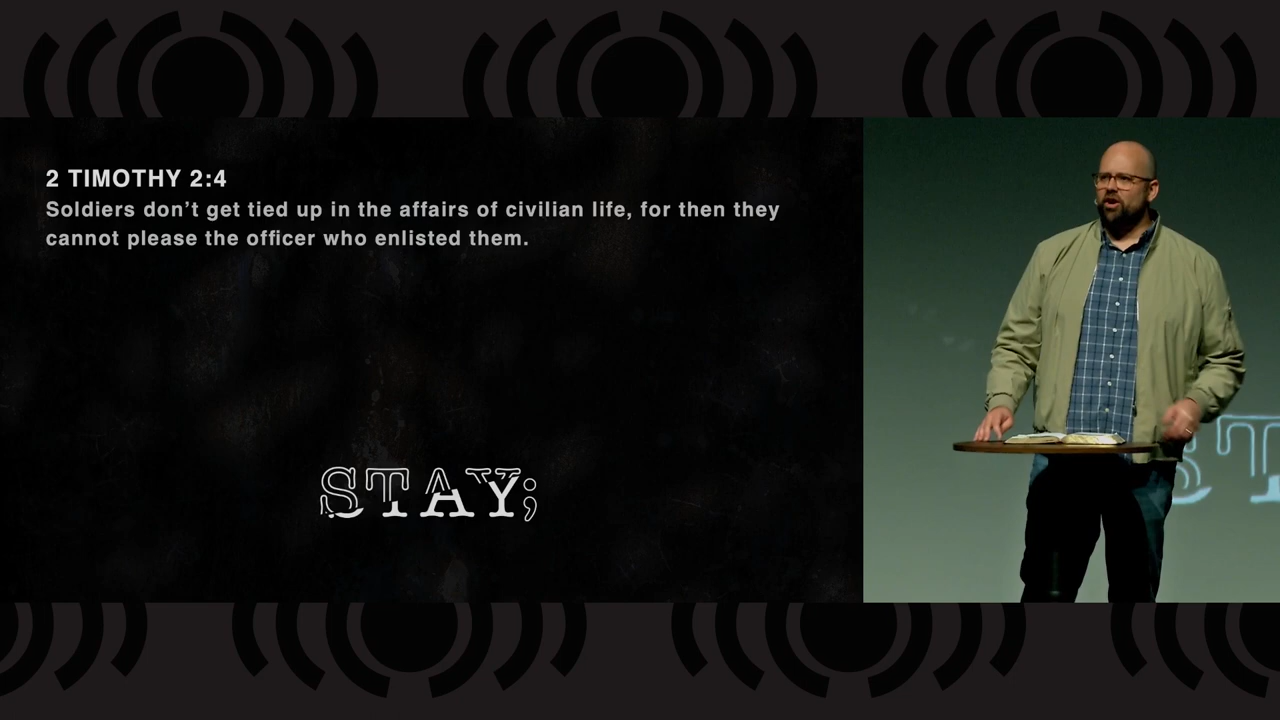 2 TIMOTHY 2:4
Soldiers don’t get tied up in the affairs of civilian life, for then they
cannot please the officer who enlisted them.
STAY;
ST